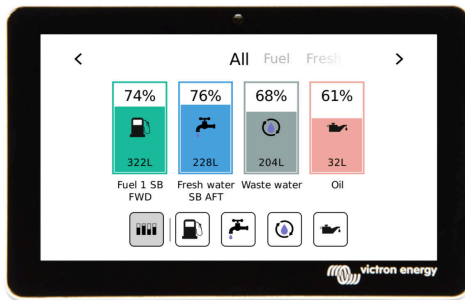 < All Fuel Fresh >
74% 76% 68% 61%
322L 228L 204L 32L
Fuel 1 SB Fresh water Waste water Oil
FWD SB AFT
victron energy